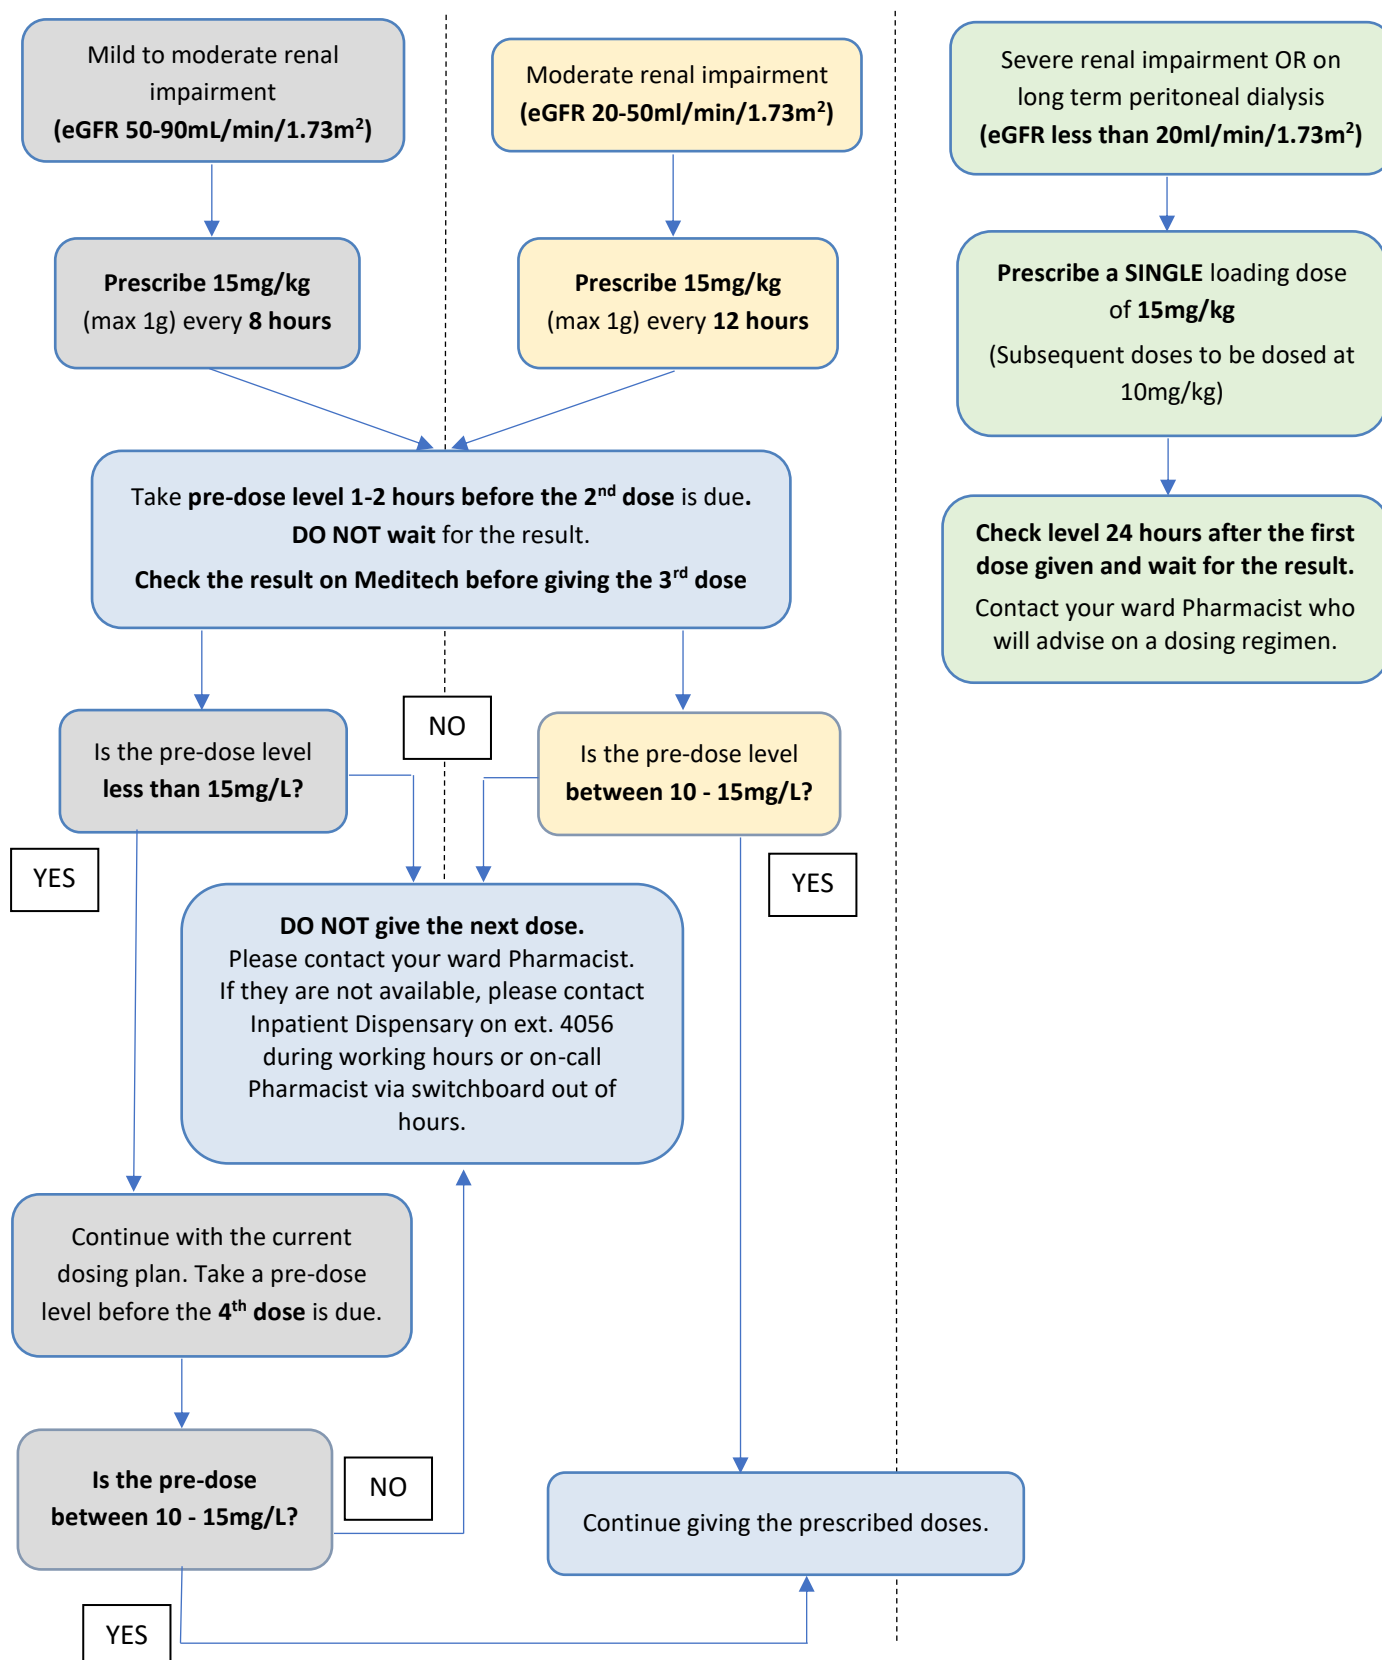 Mild to moderate renal
impairment
(eGFR 50-90mL/min/1.73m²)
Moderate renal impairment
(eGFR 20-50ml/min/1.73m²)
Severe renal impairment OR on
long term peritoneal dialysis
(eGFR less than 20ml/min/1.73m²)
Prescribe 15mg/kg
(max 1g) every 8 hours
Prescribe 15mg/kg
(max 1g) every 12 hours
Prescribe a SINGLE loading dose
of 15mg/kg
(Subsequent doses to be dosed at
10mg/kg)
Take pre-dose level 1-2 hours before the 2nd dose is due.
DO NOT wait for the result.
Check the result on Meditech before giving the 3rd dose
Check level 24 hours after the first
dose given and wait for the result.
Contact your ward Pharmacist who
will advise on a dosing regimen.
Is the pre-dose level
less than 15mg/L?
NO
Is the pre-dose level
between 10 - 15mg/L?
YES
YES
DO NOT give the next dose.
Please contact your ward Pharmacist.
If they are not available, please contact
Inpatient Dispensary on ext. 4056
during working hours or on-call
Pharmacist via switchboard out of
hours.
Continue with the current
dosing plan. Take a pre-dose
level before the 4th dose is due.
Is the pre-dose
between 10 - 15mg/L?
NO
Continue giving the prescribed doses.
YES